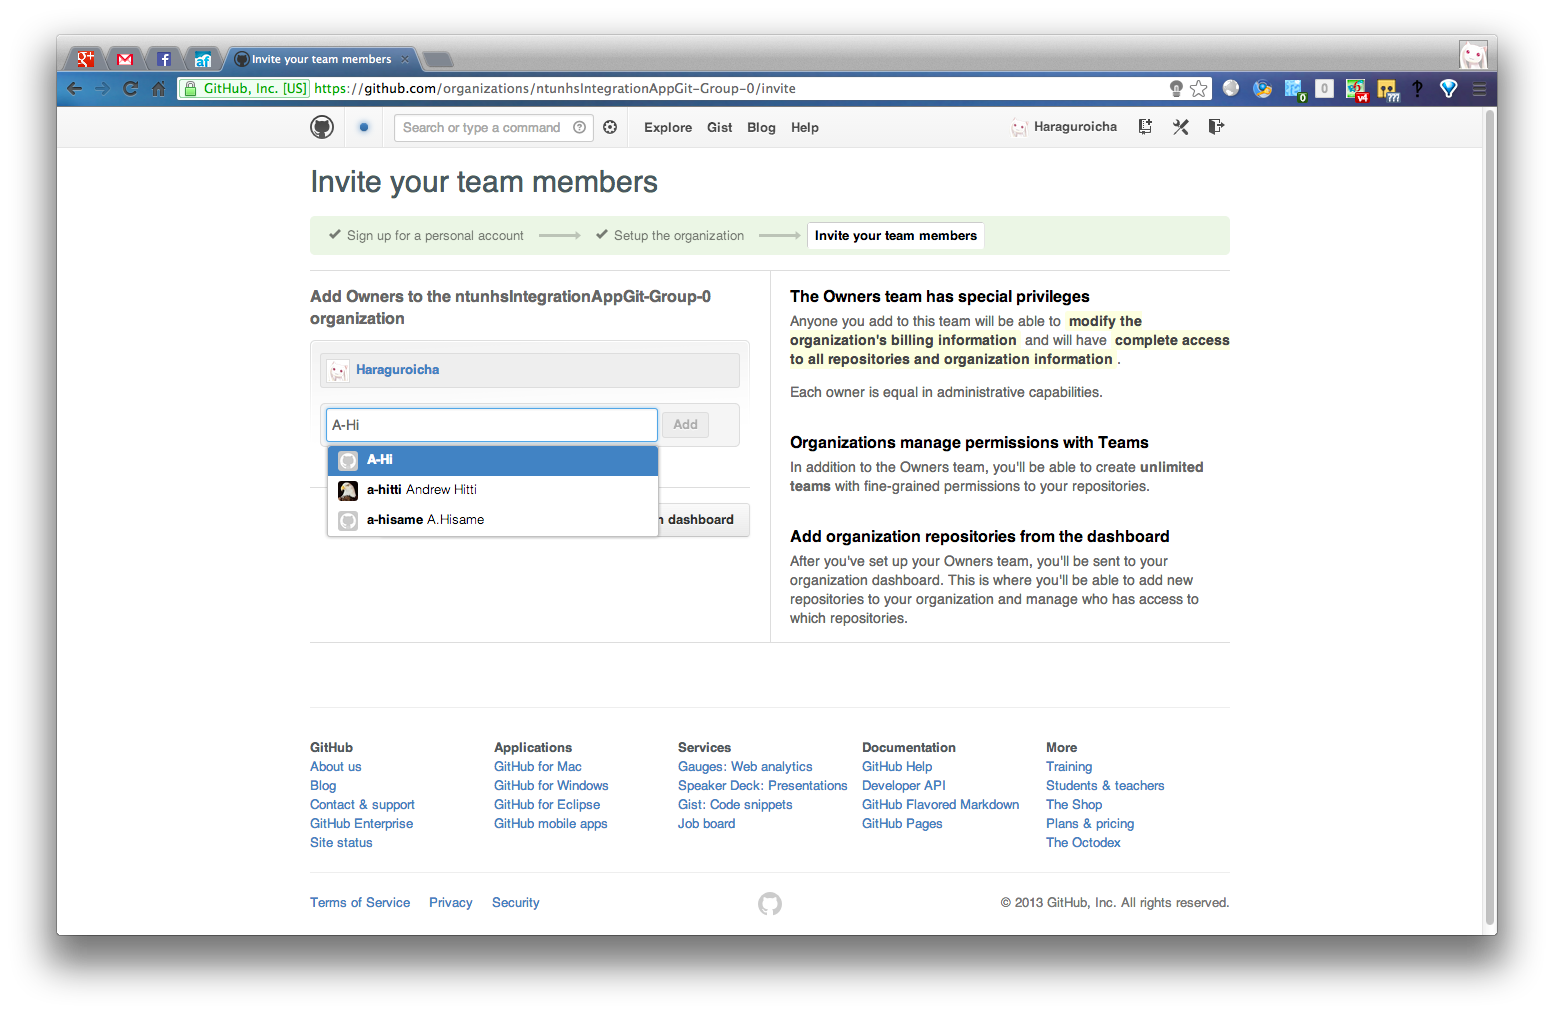 Invite your team members
GitHub, Inc. [US] https://github.com/organizations/ntunhsIntegrationAppGit-Group-0/invite
Search or type a command
Explore Gist Blog Help
Haraguroicha
Invite your team members
Sign up for a personal account
Setup the organization
Invite your team members
Add Owners to the ntunhsIntegrationAppGit-Group-0
organization
Haraguroicha
A-Hi
Add
A-Hi
a-hitti Andrew Hitti
a-hisame A.Hisame
dashboard
The Owners team has special privileges
Anyone you add to this team will be able to modify the
organization's billing information and will have complete access
to all repositories and organization information.
Each owner is equal in administrative capabilities.
Organizations manage permissions with Teams
In addition to the Owners team, you'll be able to create unlimited
teams with fine-grained permissions to your repositories.
Add organization repositories from the dashboard
After you've set up your Owners team, you'll be sent to your
organization dashboard. This is where you'll be able to add new
repositories to your organization and manage who has access to
which repositories.
GitHub
About us
Blog
Contact & support
GitHub Enterprise
Site status
Applications
GitHub for Mac
GitHub for Windows
GitHub for Eclipse
GitHub mobile apps
Services
Gauges: Web analytics
Speaker Deck: Presentations
Gist: Code snippets
Job board
Documentation
GitHub Help
Developer API
GitHub Flavored Markdown
GitHub Pages
More
Training
Students & teachers
The Shop
Plans & pricing
The Octodex
Terms of Service Privacy Security
© 2013 GitHub, Inc. All rights reserved.